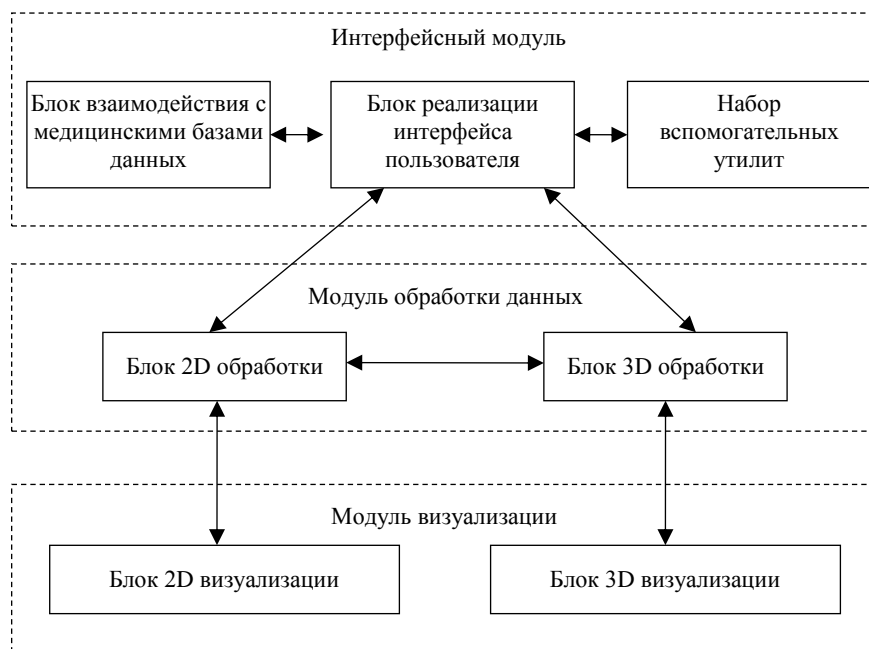 Интерфейсный модуль
Блок взаимодействия с
медицинскими базами
данных
Блок реализации
интерфейса
пользователя
Набор
вспомогательных
утилит
Модуль обработки данных
Блок 2D обработки
Блок 3D обработки
Модуль визуализации
Блок 2D визуализации
Блок 3D визуализации